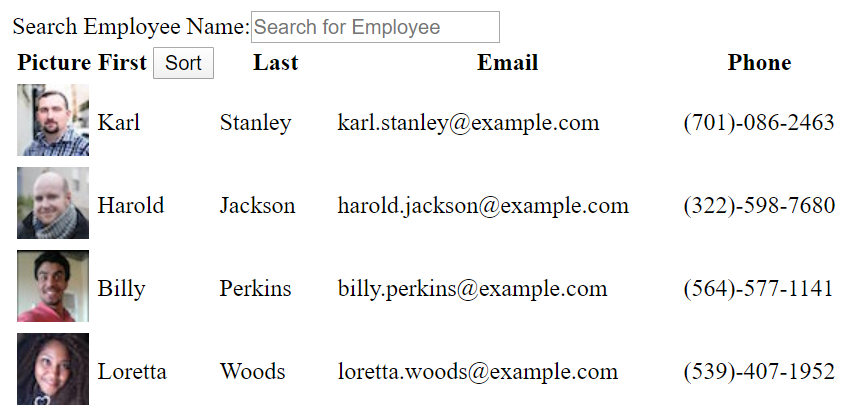 Search Employee Name: Search for Employee
Picture First Sort Last Email Phone
Karl Stanley karl.stanley@example.com (701)-086-2463
Harold Jackson harold.jackson@example.com (322)-598-7680
Billy Perkins billy.perkins@example.com (564)-577-1141
Loretta Woods loretta.woods@example.com (539)-407-1952